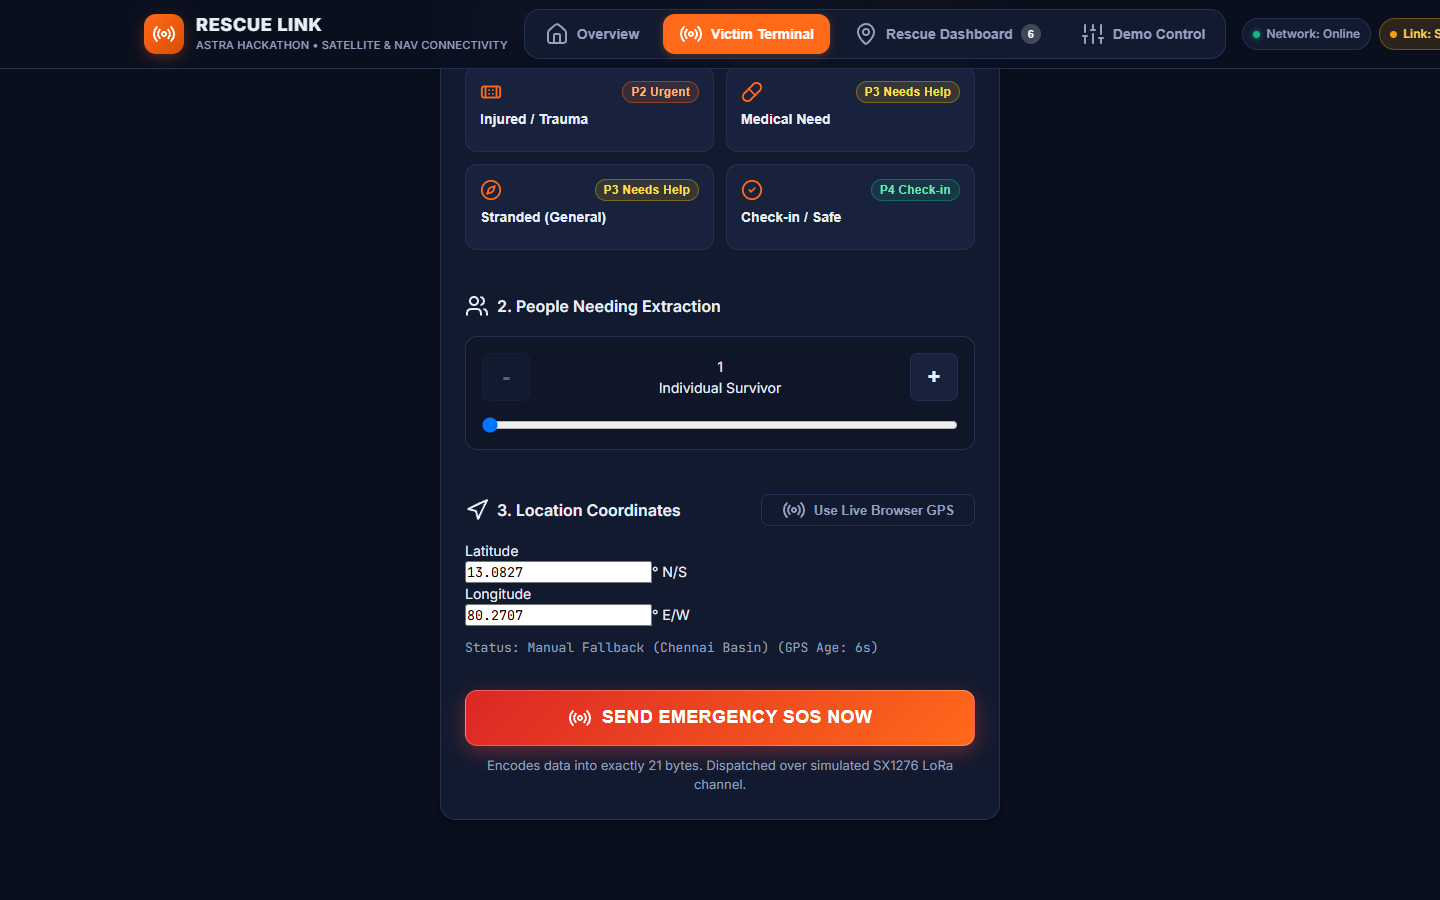 RESCUE LINK
ASTRA HACKATHON • SATELLITE & NAV CONNECTIVITY
Overview
Victim Terminal
Rescue Dashboard 6
Demo Control
Network: Online
Link: S
P2 Urgent
Injured / Trauma
P3 Needs Help
Medical Need
P3 Needs Help
Stranded (General)
P4 Check-in
Check-in / Safe
2. People Needing Extraction
-
1
+
Individual Survivor
3. Location Coordinates
Use Live Browser GPS
Latitude
13.0827 ° N/S
Longitude
80.2707 ° E/W
Status: Manual Fallback (Chennai Basin) (GPS Age: 6s)
SEND EMERGENCY SOS NOW
Encodes data into exactly 21 bytes. Dispatched over simulated SX1276 LoRa
channel.